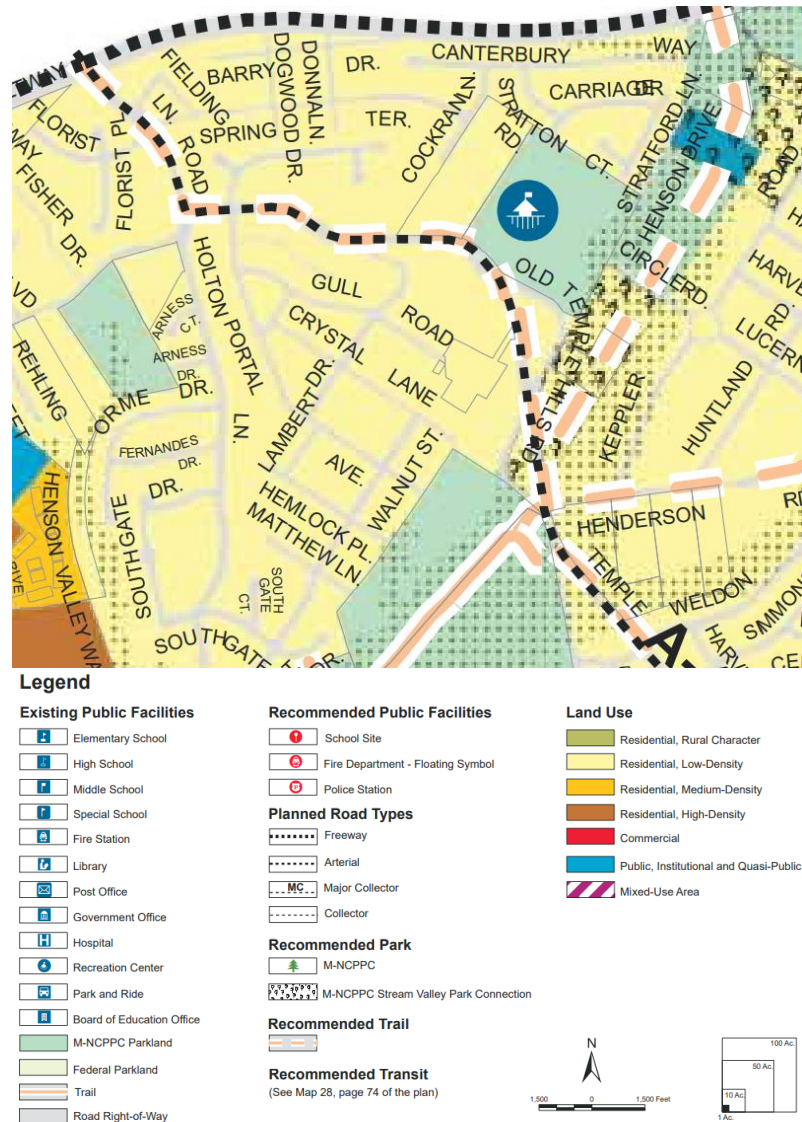 CANTERBURY WAY
FIELDING
BARRY DR.
DOGWOOD DR.
DONNALN.
FLORIST
FLORIST PL.
LN.
SPRING TER.
COCKRAN LN.
STRATTON CT.
RD.
CARRIAGE DR
STRATFORD LN.
HENSON DRIVE
ROAD
FISHER DR.
ROAD
HOLTON PORTAL LN.
GULL ROAD
OLD TEMPLE HILLS RD
CIRCLERD.
HARVE
RD.
LUCERN
ARNESS CT.
ARNESS DR.
REHLING
ORME DR.
CRYSTAL LANE
LAMBERT DR.
KEPPLER
HUNTLAND
FERNANDES DR.
DR.
AVE.
WALNUT ST.
HENSON VALLEY WA
SOUTHGATE
HEMLOCK PL.
MATTHEW LN.
HENDERSON
SOUTH GATE CT.
TEMPLE
WELDON
SIMMON
HARV
CE
SOUTHGATE
DR.
Legend
Existing Public Facilities
Elementary School
High School
Middle School
Special School
Fire Station
Library
Post Office
Government Office
H Hospital
Recreation Center
Park and Ride
Board of Education Office
M-NCPPC Parkland
Federal Parkland
Trail
Road Right-of-Way
Recommended Public Facilities
School Site
Fire Department - Floating Symbol
P Police Station
Planned Road Types
Freeway
Arterial
MC Major Collector
Collector
Recommended Park
M-NCPPC
M-NCPPC Stream Valley Park Connection
Recommended Trail
Recommended Transit
(See Map 28, page 74 of the plan)
Land Use
Residential, Rural Character
Residential, Low-Density
Residential, Medium-Density
Residential, High-Density
Commercial
Public, Institutional and Quasi-Public
Mixed-Use Area
N
1,500 0 1,500 Feet
100 Ac.
50 Ac.
10 Ac.
1 Ac.